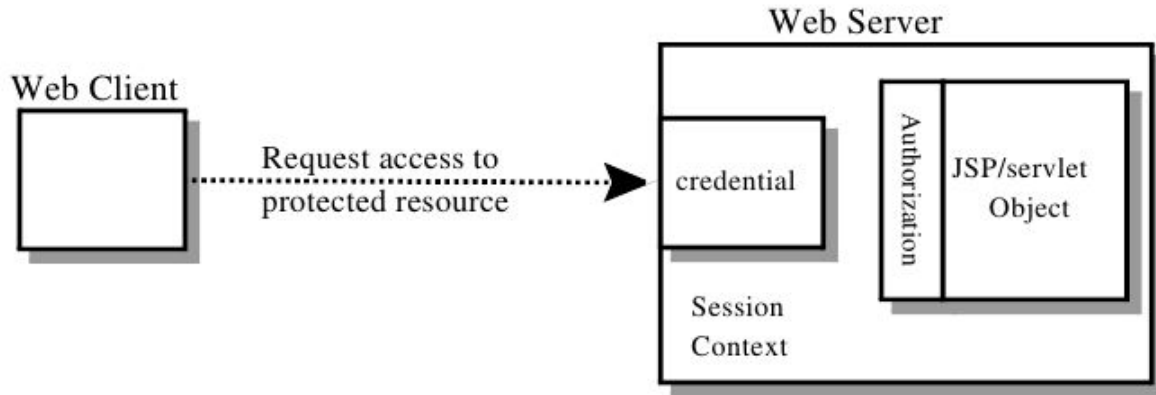 Web Server
Web Client
Request access to
protected resource
credential
Authorization
JSP/servlet
Object
Session
Context